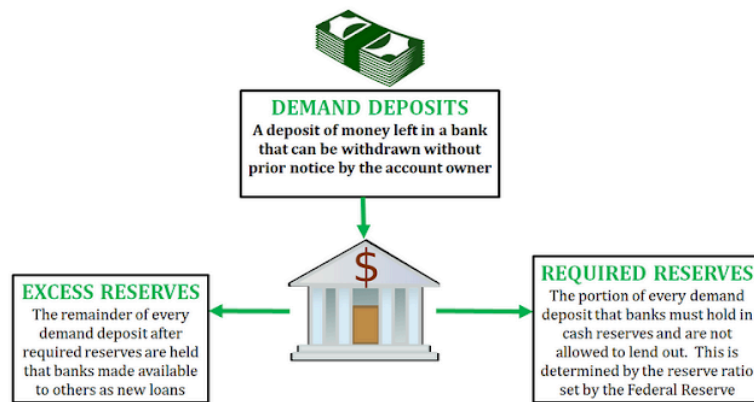 DEMAND DEPOSITS
A deposit of money left in a bank
that can be withdrawn without
prior notice by the account owner
$
EXCESS RESERVES
The remainder of every
demand deposit after
required reserves are held
that banks made available
to others as new loans
REQUIRED RESERVES
The portion of every demand
deposit that banks must hold in
cash reserves and are not
allowed to lend out. This is
determined by the reserve ratio
set by the Federal Reserve